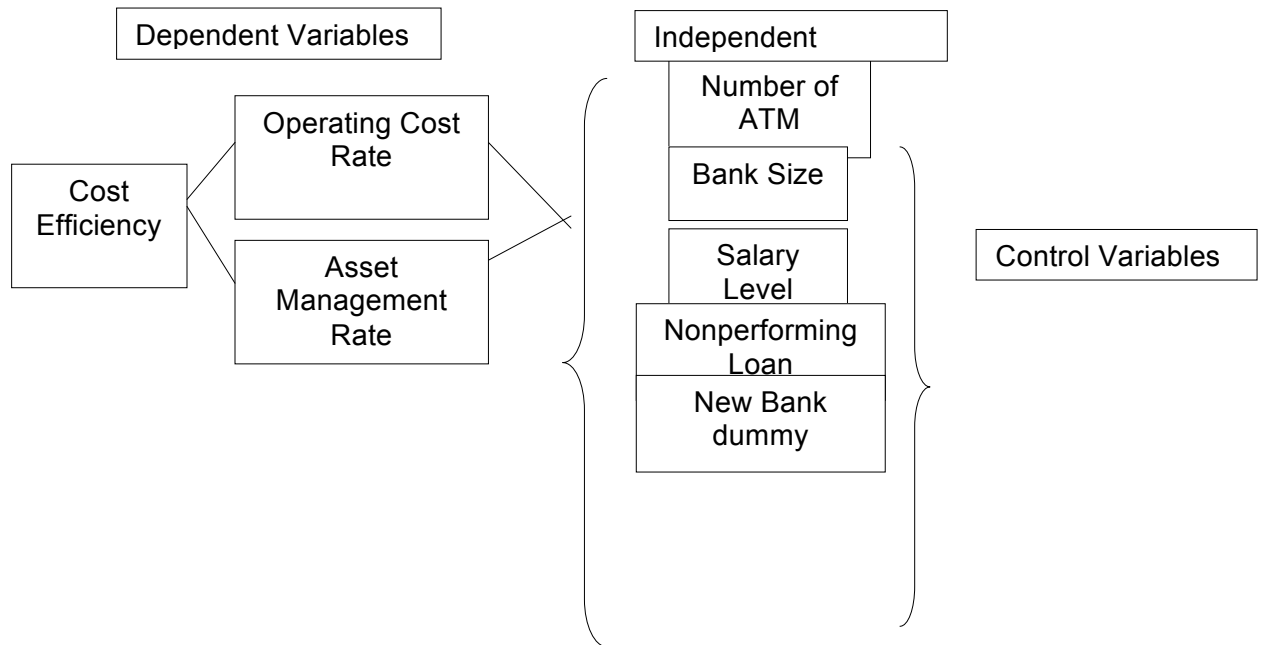 Dependent Variables
Independent
Cost
Efficiency
Operating Cost
Rate
Asset
Management
Rate
Number of
ATM
Bank Size
Salary
Level
Nonperforming
Loan
New Bank
dummy
Control Variables